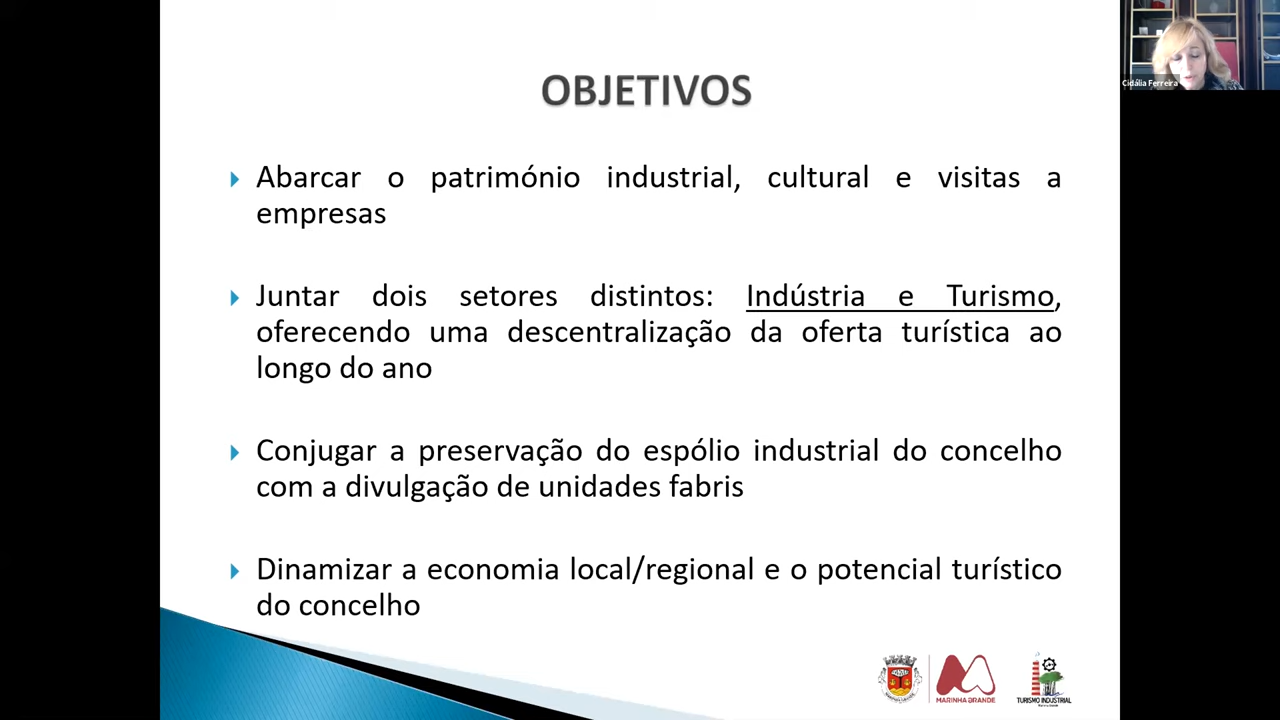 OBJETIVOS
Abarcar o património industrial, cultural e visitas a
empresas
Juntar dois setores distintos: Indústria e Turismo,
oferecendo uma descentralização da oferta turística ao
longo do ano
Conjugar a preservação do espólio industrial do concelho
com a divulgação de unidades fabris
Dinamizar a economia local/regional e o potencial turístico
do concelho
Cidália Ferreira
MARINHA GRANDE
TURISMO INDUSTRIAL